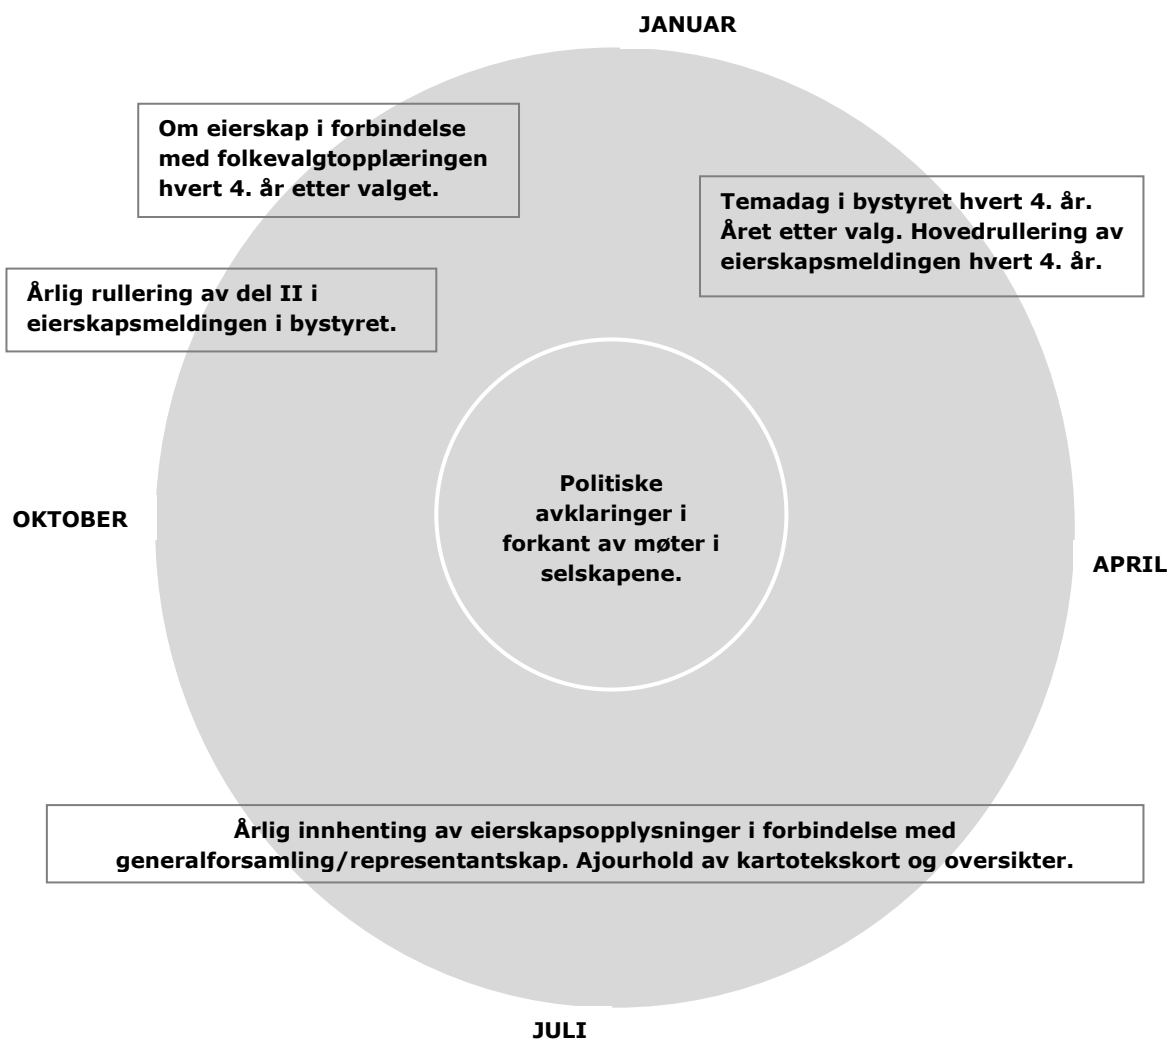 JANUAR
Om eierskap i forbindelse
med folkevalgtopplæringen
hvert 4. år etter valget.
Temadag i bystyret hvert 4. år.
Året etter valg. Hovedrullering av
eierskapsmeldingen hvert 4. år.
Årlig rullering av del II i
eierskapsmeldingen i bystyret.
Politiske
avklaringer i
forkant av møter i
selskapene.
OKTOBER
APRIL
Årlig innhenting av eierskapsopplysninger i forbindelse med
generalforsamling/representantskap. Ajourhold av kartotekskort og oversikter.
JULI